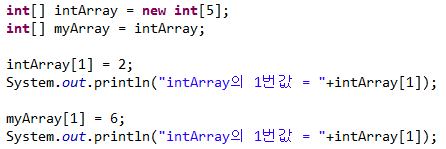 int[] intArray = new int[5];
int[] myArray = intArray;
intArray[1] = 2;
System.out.println("intArray의 1번값 = "+intArray[1]);
myArray[1] = 6;
System.out.println("intArray의 1번값 = "+intArray[1]);